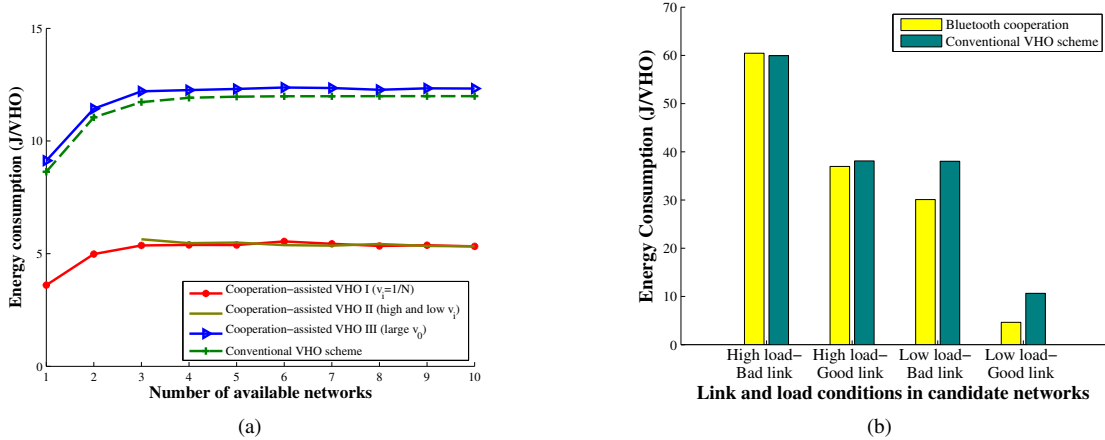 15
10
5
0
1 2 3 4 5 6 7 8 9 10
Energy consumption (J/VHO)
Number of available networks
Cooperation−assisted VHO I (v_i=1/N)
Cooperation−assisted VHO II (high and low v_i)
Cooperation−assisted VHO III (large v_0)
Conventional VHO scheme
(a)
70
60
50
40
30
20
10
0
Energy Consumption (J/VHO)
Bluetooth cooperation
Conventional VHO scheme
High load− High load− Low load− Low load−
Bad link Good link Bad link Good link
Link and load conditions in candidate networks
(b)